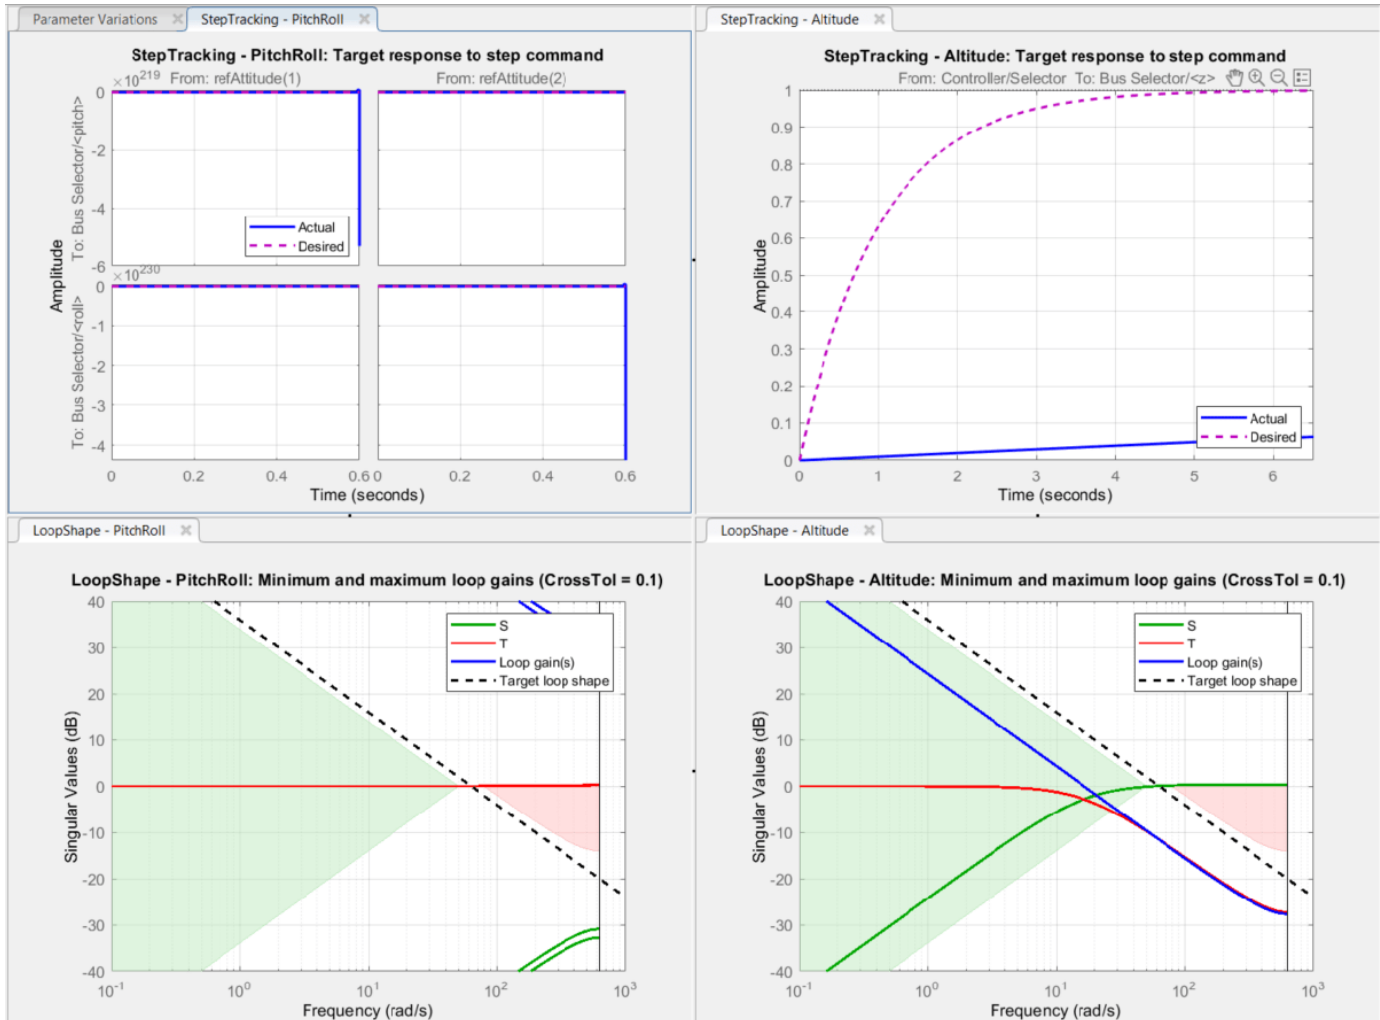 Parameter Variations
StepTracking - PitchRoll
StepTracking - PitchRoll: Target response to step command
×10^219
From: refAttitude(1)
From: refAttitude(2)
To: Bus Selector/<pitch>
0
-2
-4
-6
Actual
Desired
Amplitude
×10^230
To: Bus Selector/<roll>
0
-1
-2
-3
-4
0
0.2
0.4
0.6
0
0.2
0.4
0.6
Time (seconds)
StepTracking - Altitude
StepTracking - Altitude: Target response to step command
From: Controller/Selector To: Bus Selector/<z>
Amplitude
1
0.9
0.8
0.7
0.6
0.5
0.4
0.3
0.2
0.1
0
Actual
Desired
0
1
2
3
4
5
6
Time (seconds)
LoopShape - PitchRoll
LoopShape - PitchRoll: Minimum and maximum loop gains (CrossTol = 0.1)
Singular Values (dB)
40
30
20
10
0
-10
-20
-30
-40
S
T
Loop gain(s)
Target loop shape
10^-1
10^0
10^1
10^2
10^3
Frequency (rad/s)
LoopShape - Altitude
LoopShape - Altitude: Minimum and maximum loop gains (CrossTol = 0.1)
Singular Values (dB)
40
30
20
10
0
-10
-20
-30
-40
S
T
Loop gain(s)
Target loop shape
10^-1
10^0
10^1
10^2
10^3
Frequency (rad/s)